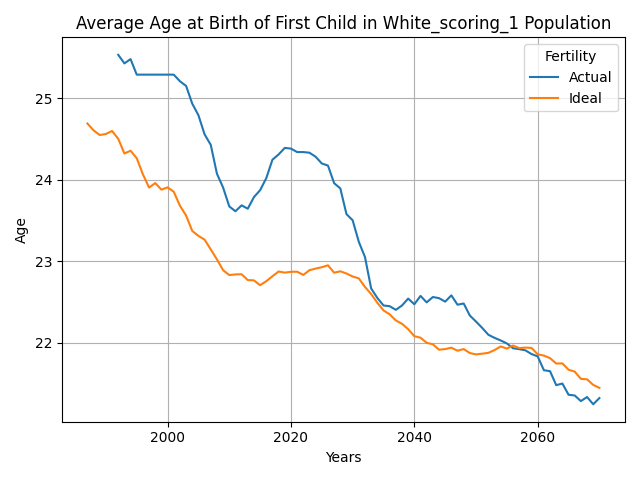 Average Age at Birth of First Child in White_scoring_1 Population
Fertility
Actual
Ideal
25
24
23
22
Age
2000
2020
2040
2060
Years